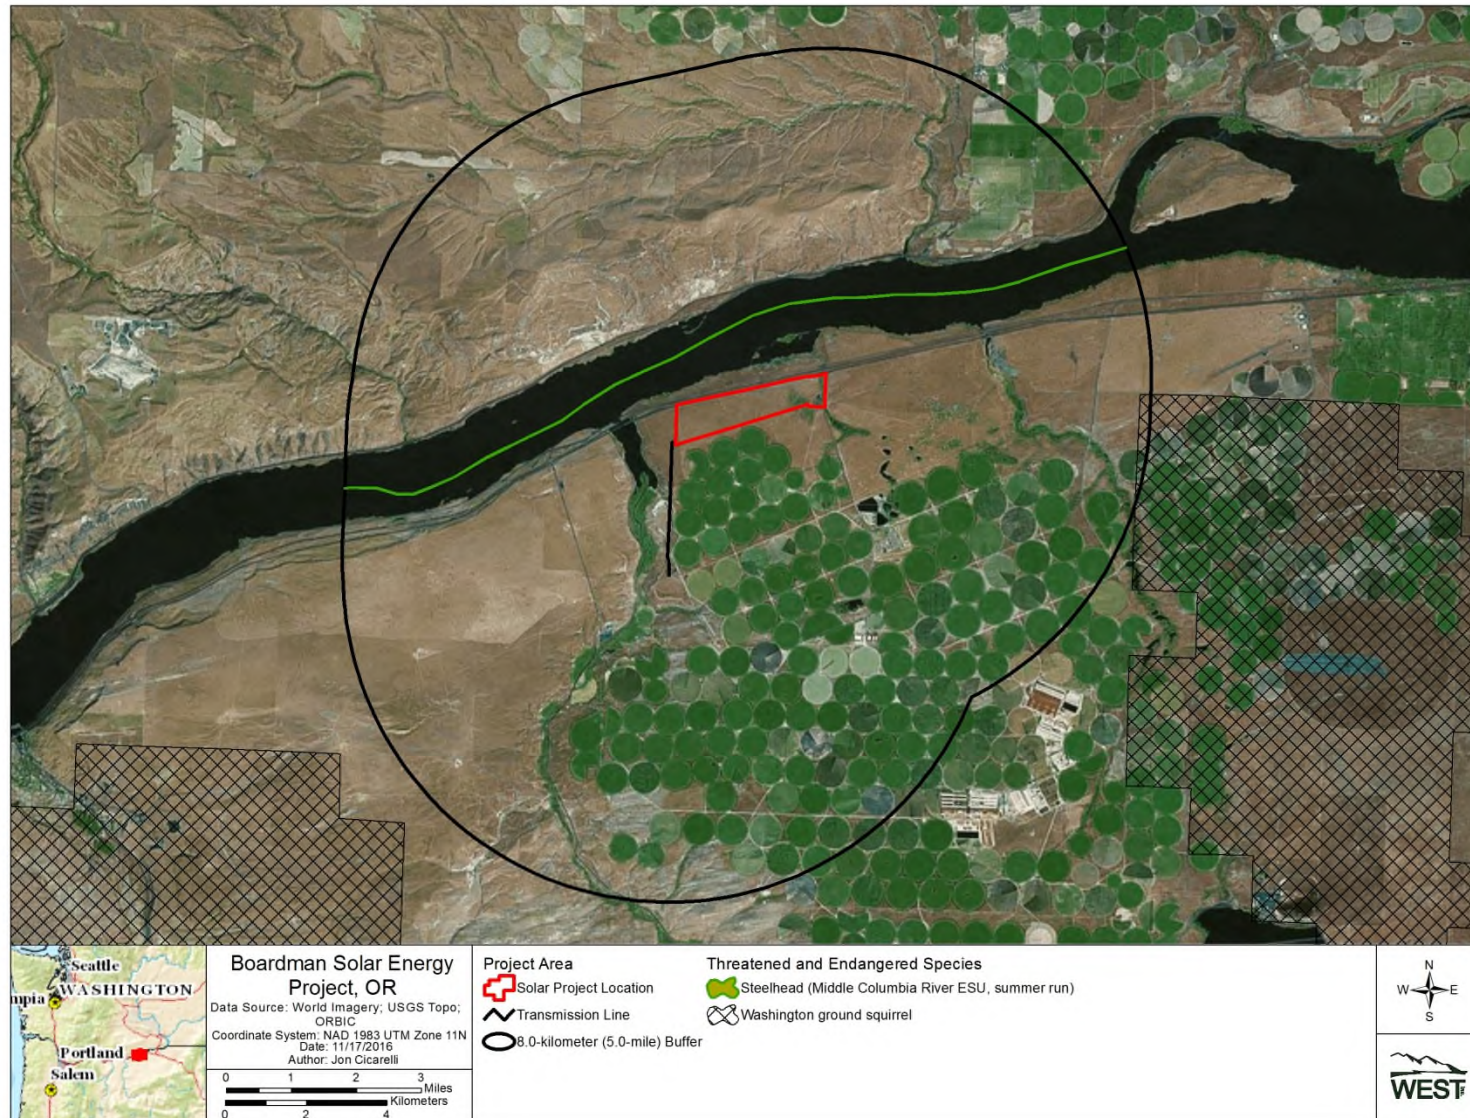 Seattle
mpia
WASHINGTON
Portland
Salem
Boardman Solar Energy
Project, OR
Data Source: World Imagery; USGS Topo;
ORBIC
Coordinate System: NAD 1983 UTM Zone 11N
Date: 11/17/2016
Author: Jon Cicarelli
0 1 2 3
Miles
Kilometers
0 2 4
Project Area
Solar Project Location
Transmission Line
8.0-kilometer (5.0-mile) Buffer
Threatened and Endangered Species
Steelhead (Middle Columbia River ESU, summer run)
Washington ground squirrel
N
W E
S
WEST